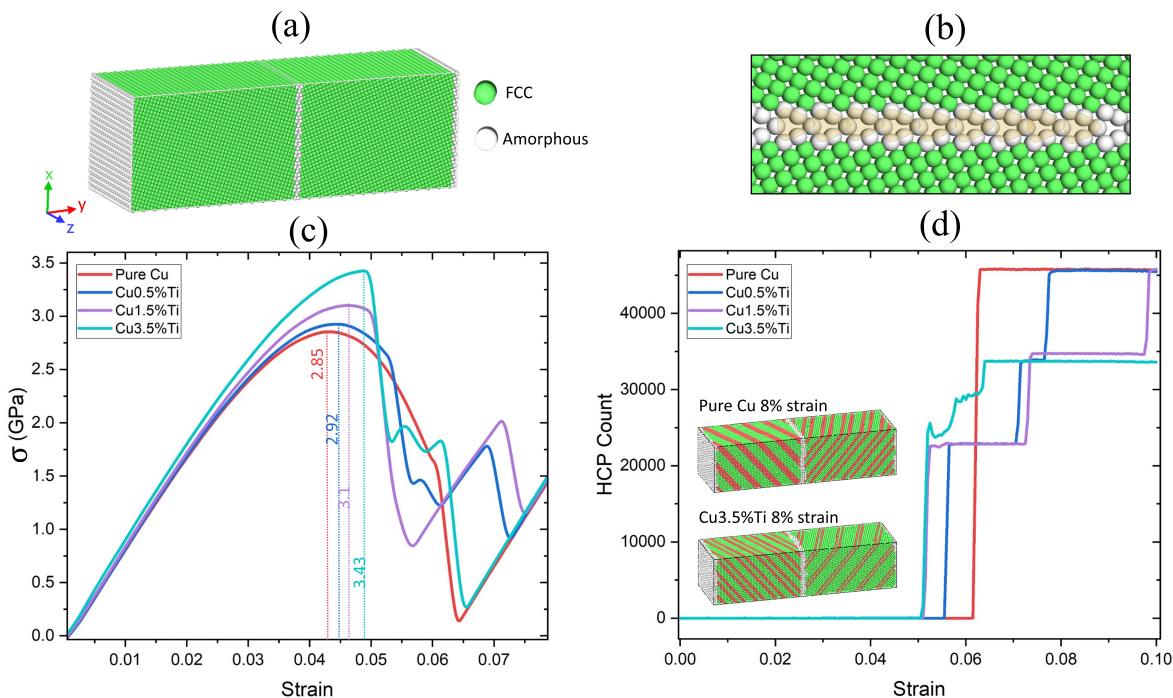 (a)
FCC
Amorphous
x
y
z
(b)
(c)
3.5
3.0
2.5
2.0
1.5
1.0
0.5
0.0
σ (GPa)
Pure Cu
Cu0.5%Ti
Cu1.5%Ti
Cu3.5%Ti
2.85
2.92
3.1
3.43
0.01
0.02
0.03
0.04
0.05
0.06
0.07
Strain
(d)
40000
30000
20000
10000
0
HCP Count
Pure Cu
Cu0.5%Ti
Cu1.5%Ti
Cu3.5%Ti
Pure Cu 8% strain
Cu3.5%Ti 8% strain
0.00
0.02
0.04
0.06
0.08
0.10
Strain